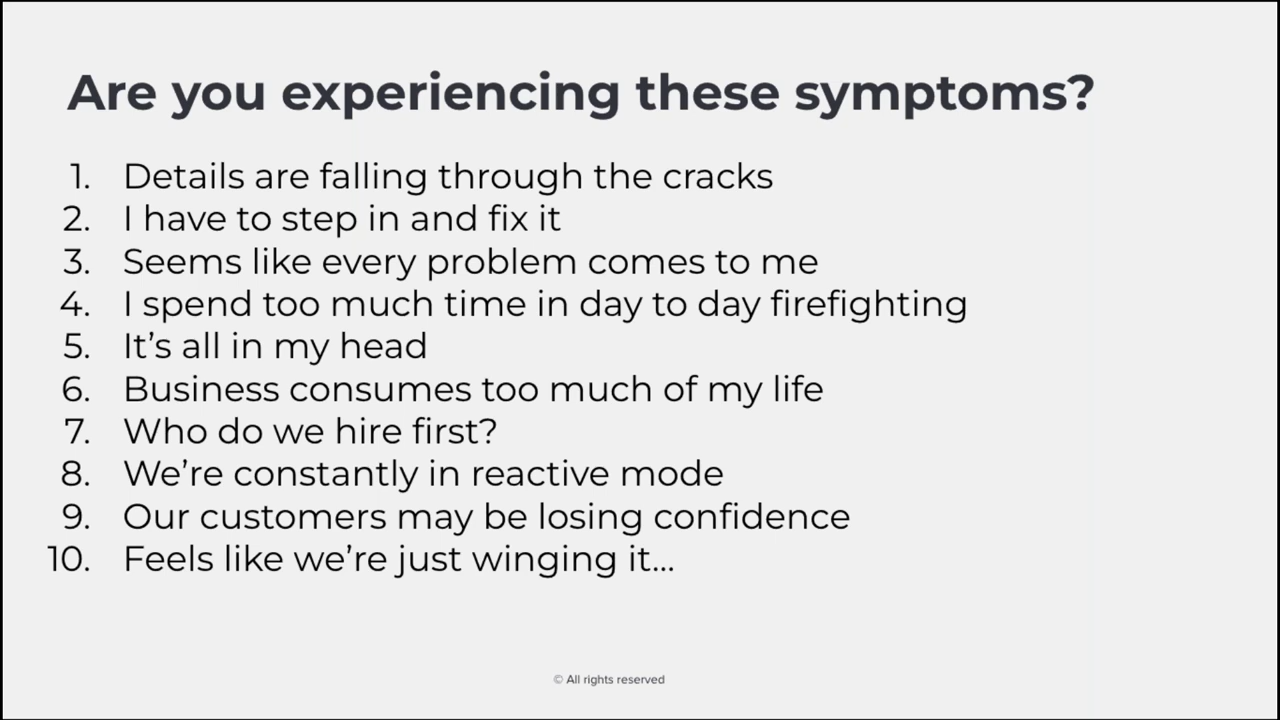 Are you experiencing these symptoms?
1. Details are falling through the cracks
2. I have to step in and fix it
3. Seems like every problem comes to me
4. I spend too much time in day to day firefighting
5. It’s all in my head
6. Business consumes too much of my life
7. Who do we hire first?
8. We’re constantly in reactive mode
9. Our customers may be losing confidence
10. Feels like we’re just winging it...
© All rights reserved